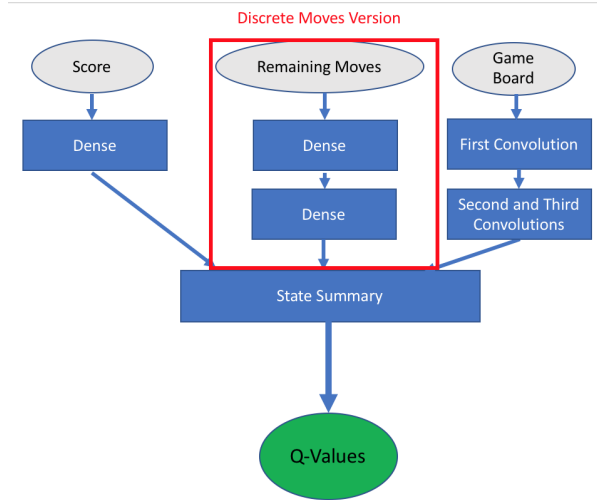 Discrete Moves Version
Score
Remaining Moves
Game
Board
Dense
Dense
First Convolution
Dense
Second and Third
Convolutions
State Summary
Q-Values